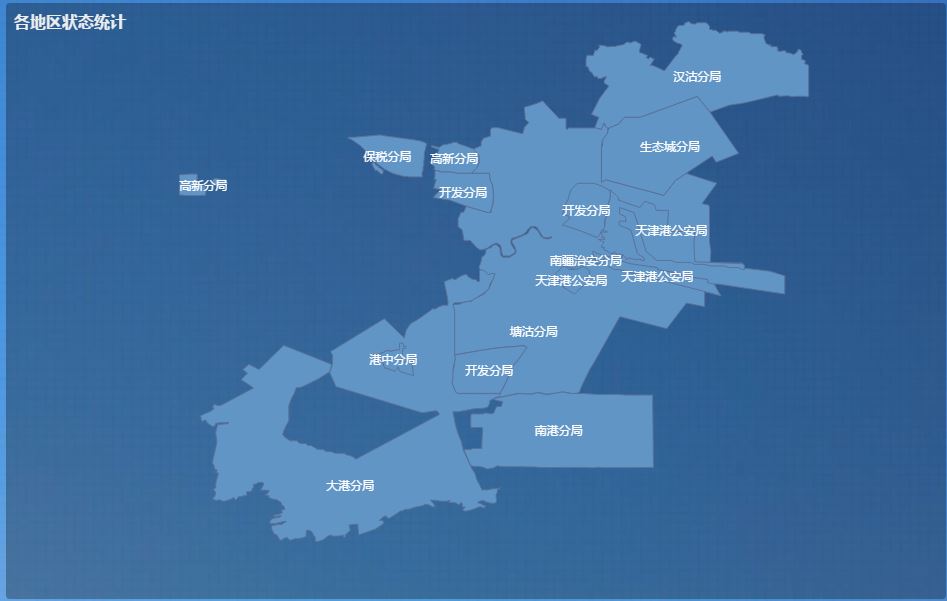 各地区状态统计
汉沽分局
生态城分局
保税分局
高新分局
高新分局
开发分局
开发分局
天津港公安局
南疆治安分局
天津港公安局
天津港公安局
塘沽分局
港中分局
开发分局
南港分局
大港分局